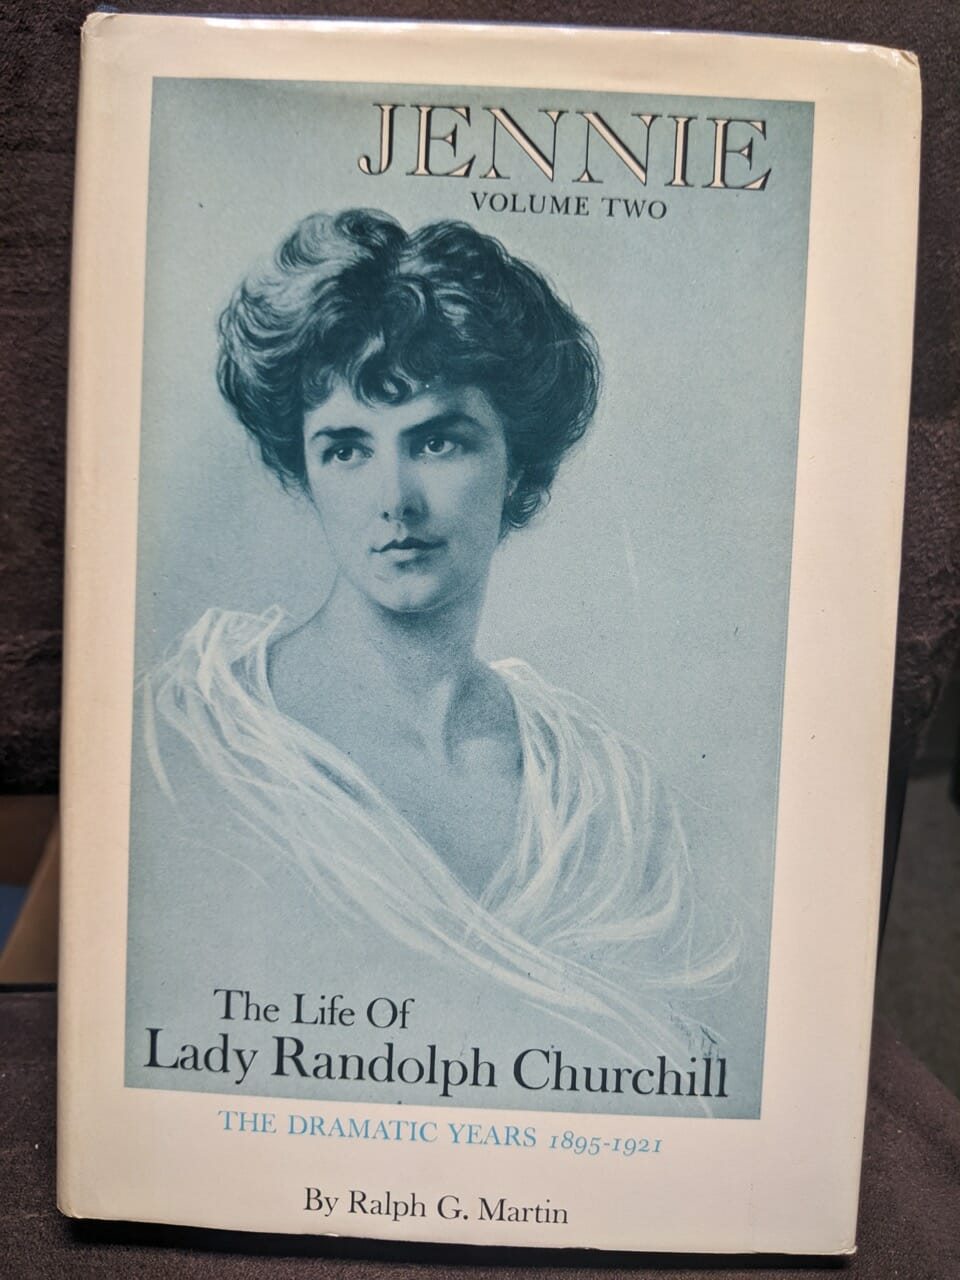 JENNIE
VOLUME TWO
The Life Of
Lady Randolph Churchill
THE DRAMATIC YEARS 1895-1921
By Ralph G. Martin